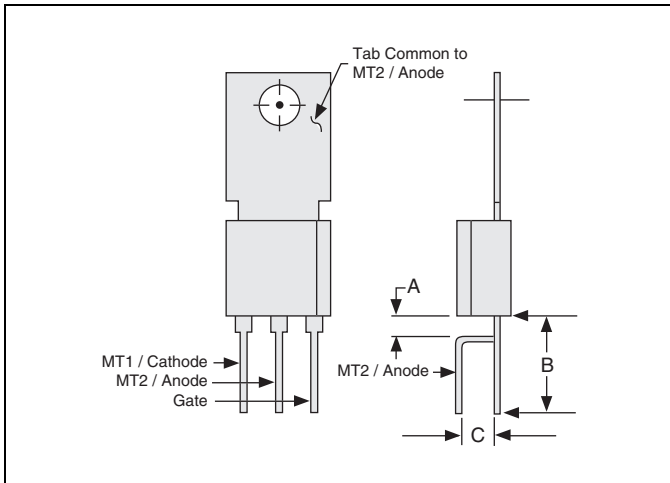 Tab Common to
MT2 / Anode
A
MT1 / Cathode
MT2 / Anode
Gate
MT2 / Anode
B
C